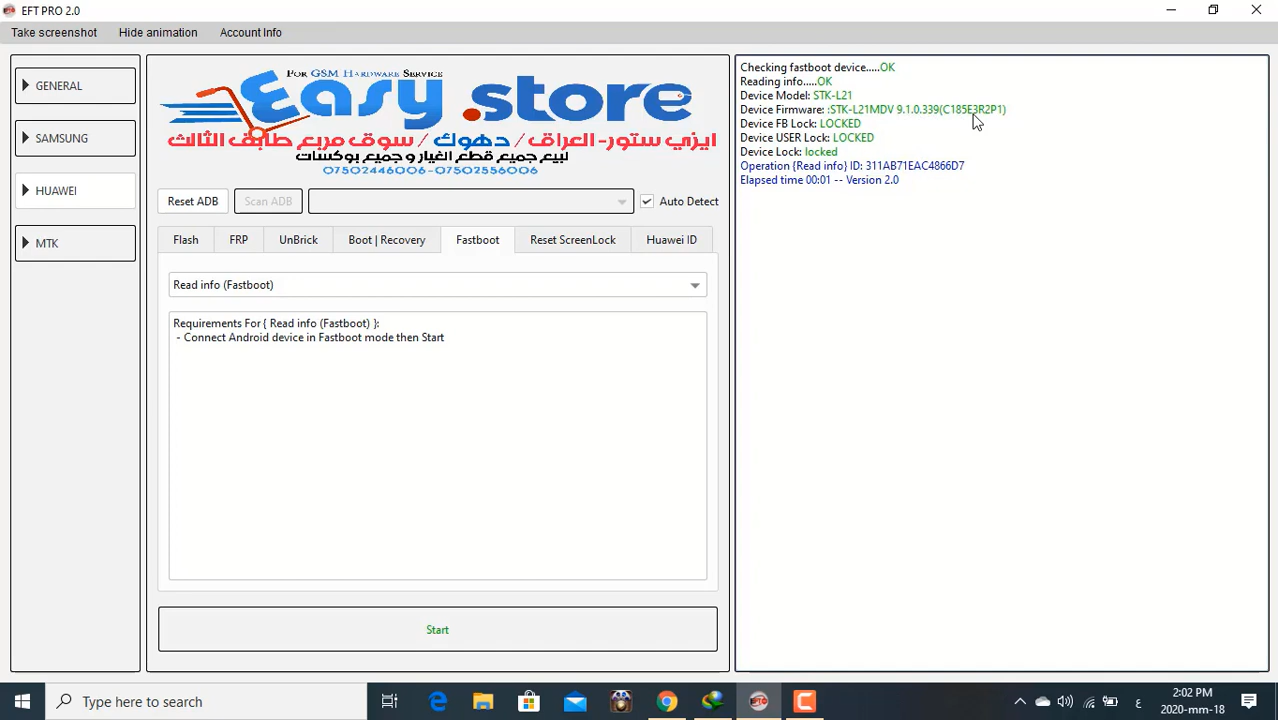 EFT PRO 2.0
Take screenshot
Hide animation
Account Info
GENERAL
SAMSUNG
HUAWEI
MTK
FOR GSM HARDWARE SERVICE
Easy.store
ايزي ستور- العراق / دهوك / سوق مربع طابق الثالث
لبيع جميع قطع الغيار و جميع بوكسات
07502446006-07502556006
Reset ADB
Scan ADB
Auto Detect
Flash
FRP
UnBrick
Boot | Recovery
Fastboot
Reset ScreenLock
Huawei ID
Read info (Fastboot)
Requirements For { Read info (Fastboot) }:
- Connect Android device in Fastboot mode then Start
Start
Checking fastboot device.....OK
Reading info.....OK
Device Model: STK-L21
Device Firmware: :STK-L21MDV 9.1.0.339(C185E3R2P1)
Device FB Lock: LOCKED
Device USER Lock: LOCKED
Device Lock: locked
Operation {Read info} ID: 311AB71EAC4866D7
Elapsed time 00:01 -- Version 2.0
Type here to search
EFT
ع
2:02 PM
2020-mm-18